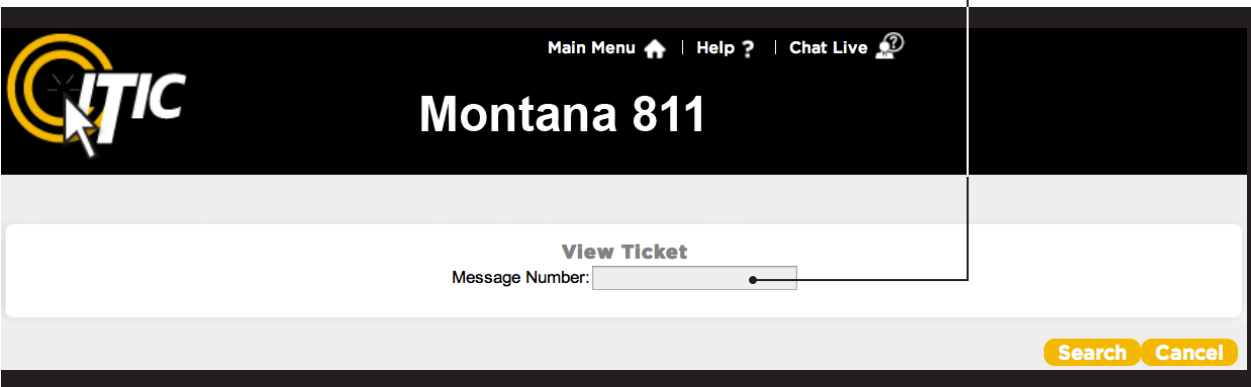 Main Menu | Help ? | Chat Live ?
ITIC
Montana 811
View Ticket
Message Number:
Search Cancel